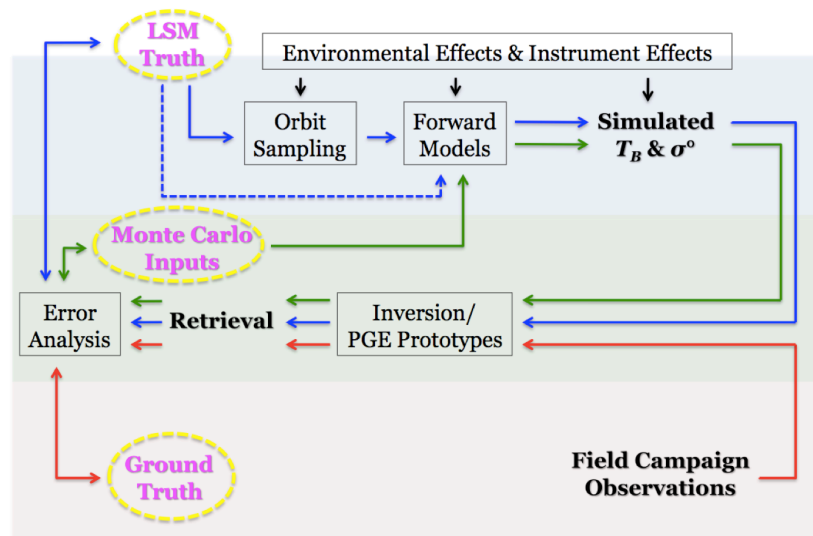 LSM
Truth
Environmental Effects & Instrument Effects
Orbit
Sampling
Forward
Models
Simulated
T_B & σ°
Monte Carlo
Inputs
Error
Analysis
Retrieval
Inversion/
PGE Prototypes
Ground
Truth
Field Campaign
Observations